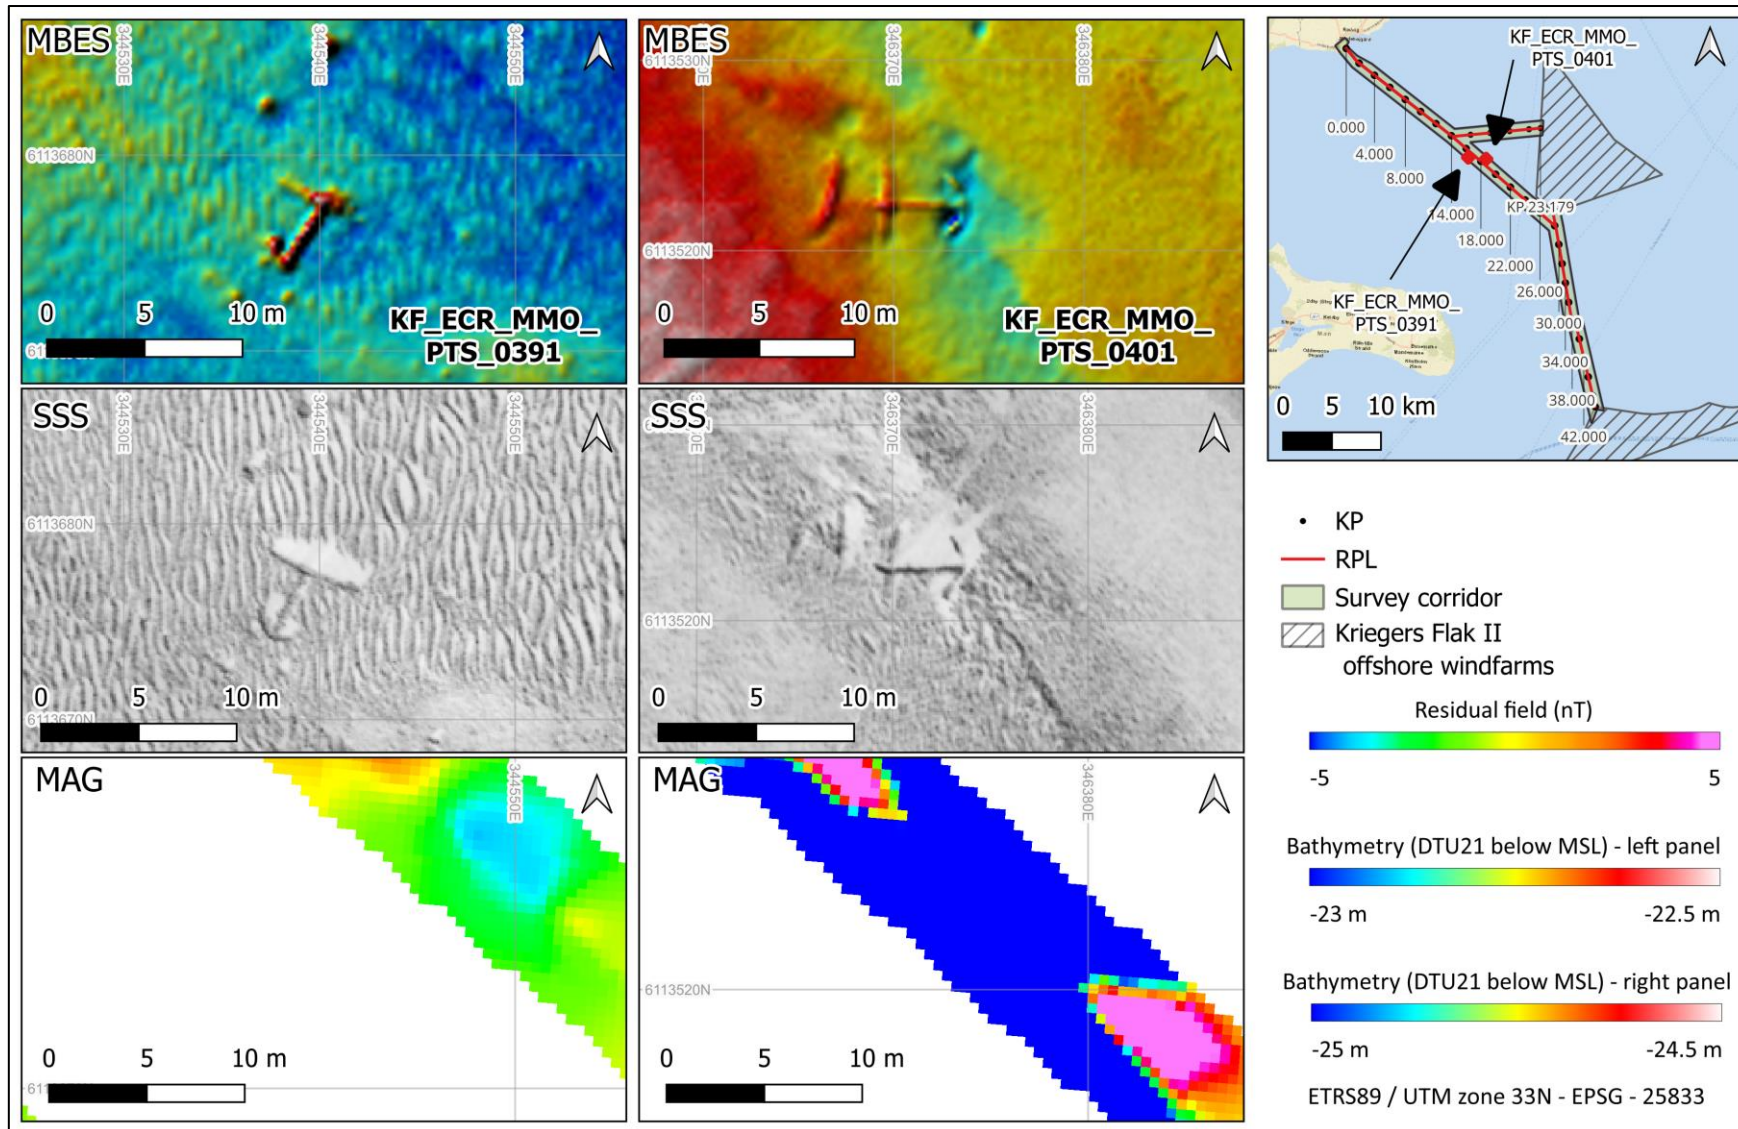 MBES
344530E
344540E
344550E
6113680N
0 5 10 m
KF_ECR_MMO_
PTS_0391
MBES
6113530N
346370E
346380E
6113520N
0 5 10 m
KF_ECR_MMO_
PTS_0401
KF_ECR_MMO_
PTS_0401
0.000
4.000
8.000
14.000
KP 23.179
18.000
22.000
26.000
KF_ECR_MMO_
PTS_0391
30.000
34.000
38.000
42.000
0 5 10 km
SSS
344530E
344540E
344550E
6113680N
0 5 10 m
6113670N
SSS
346370E
346380E
6113520N
0 5 10 m
KP
RPL
Survey corridor
Kriegers Flak II
offshore windfarms
Residual field (nT)
-5 5
Bathymetry (DTU21 below MSL) - left panel
-23 m -22.5 m
Bathymetry (DTU21 below MSL) - right panel
-25 m -24.5 m
ETRS89 / UTM zone 33N - EPSG - 25833
MAG
344550E
0 5 10 m
MAG
346380E
6113520N
0 5 10 m